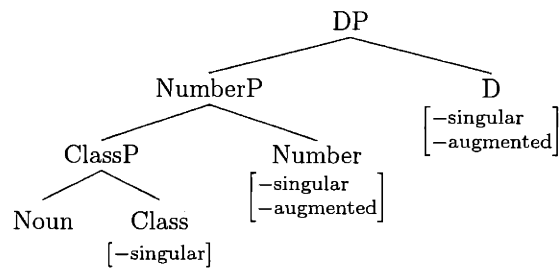 DP
NumberP D
[−singular
−augmented]
ClassP Number
[−singular
−augmented]
Noun Class
[−singular]